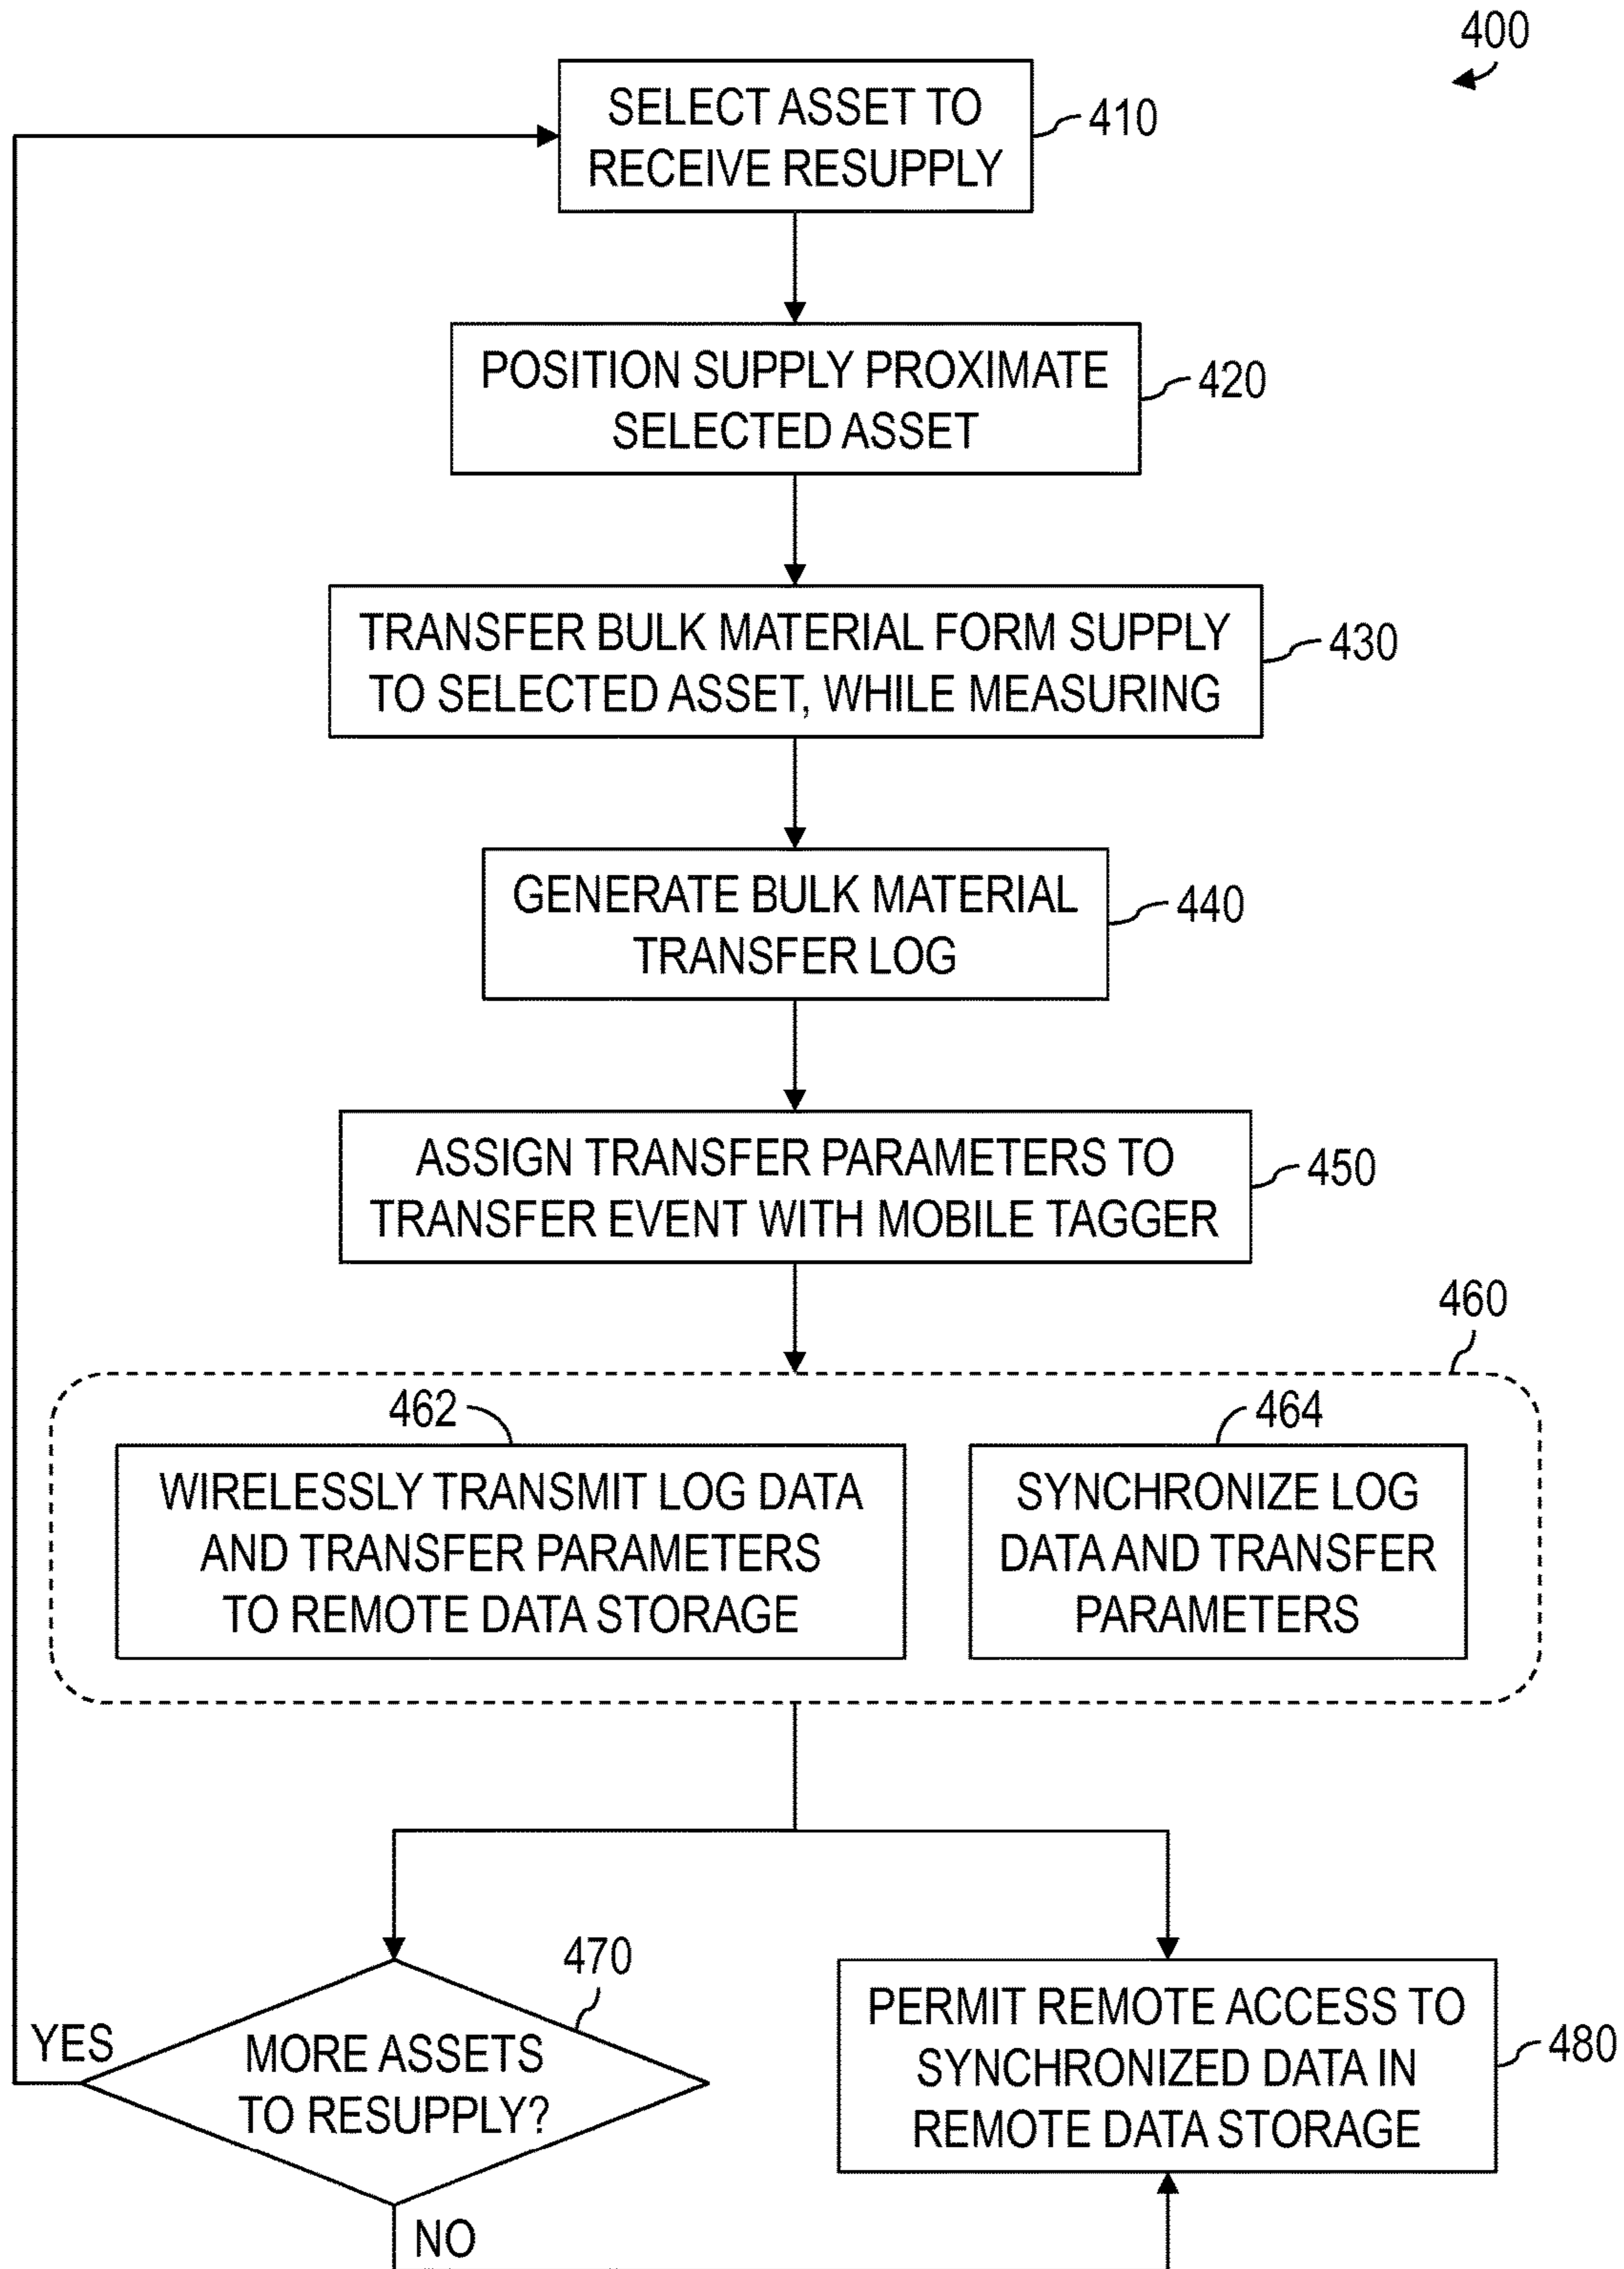 400
SELECT ASSET TO
RECEIVE RESUPPLY
410
POSITION SUPPLY PROXIMATE
SELECTED ASSET
420
TRANSFER BULK MATERIAL FORM SUPPLY
TO SELECTED ASSET, WHILE MEASURING
430
GENERATE BULK MATERIAL
TRANSFER LOG
440
ASSIGN TRANSFER PARAMETERS TO
TRANSFER EVENT WITH MOBILE TAGGER
450
460
462
WIRELESSLY TRANSMIT LOG DATA
AND TRANSFER PARAMETERS
TO REMOTE DATA STORAGE
464
SYNCHRONIZE LOG
DATA AND TRANSFER
PARAMETERS
470
YES
MORE ASSETS
TO RESUPPLY?
NO
PERMIT REMOTE ACCESS TO
SYNCHRONIZED DATA IN
REMOTE DATA STORAGE
480